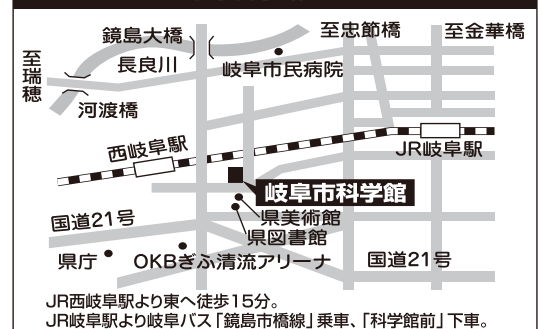 至忠節橋
至金華橋
鏡島大橋
長良川
岐阜市民病院
至瑞穂
河渡橋
西岐阜駅
JR岐阜駅
岐阜市科学館
県美術館
県図書館
国道21号
県庁
OKBぎふ清流アリーナ
国道21号
JR西岐阜駅より東へ徒歩15分。
JR岐阜駅より岐阜バス「鏡島市橋線」乗車、「科学館前」下車。